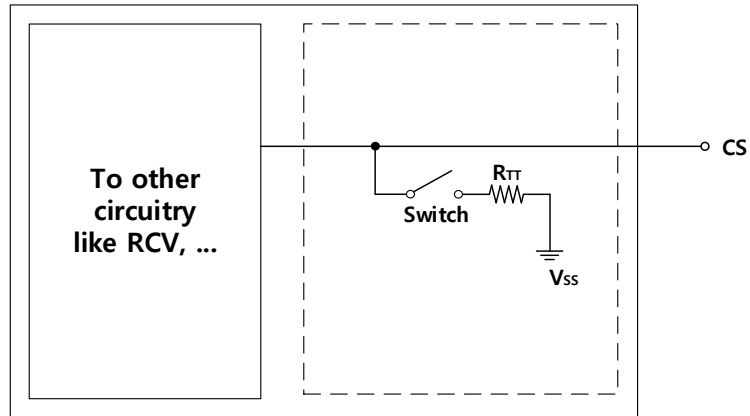 To other
circuitry
like RCV, ...
CS
RTT
Switch
VSS